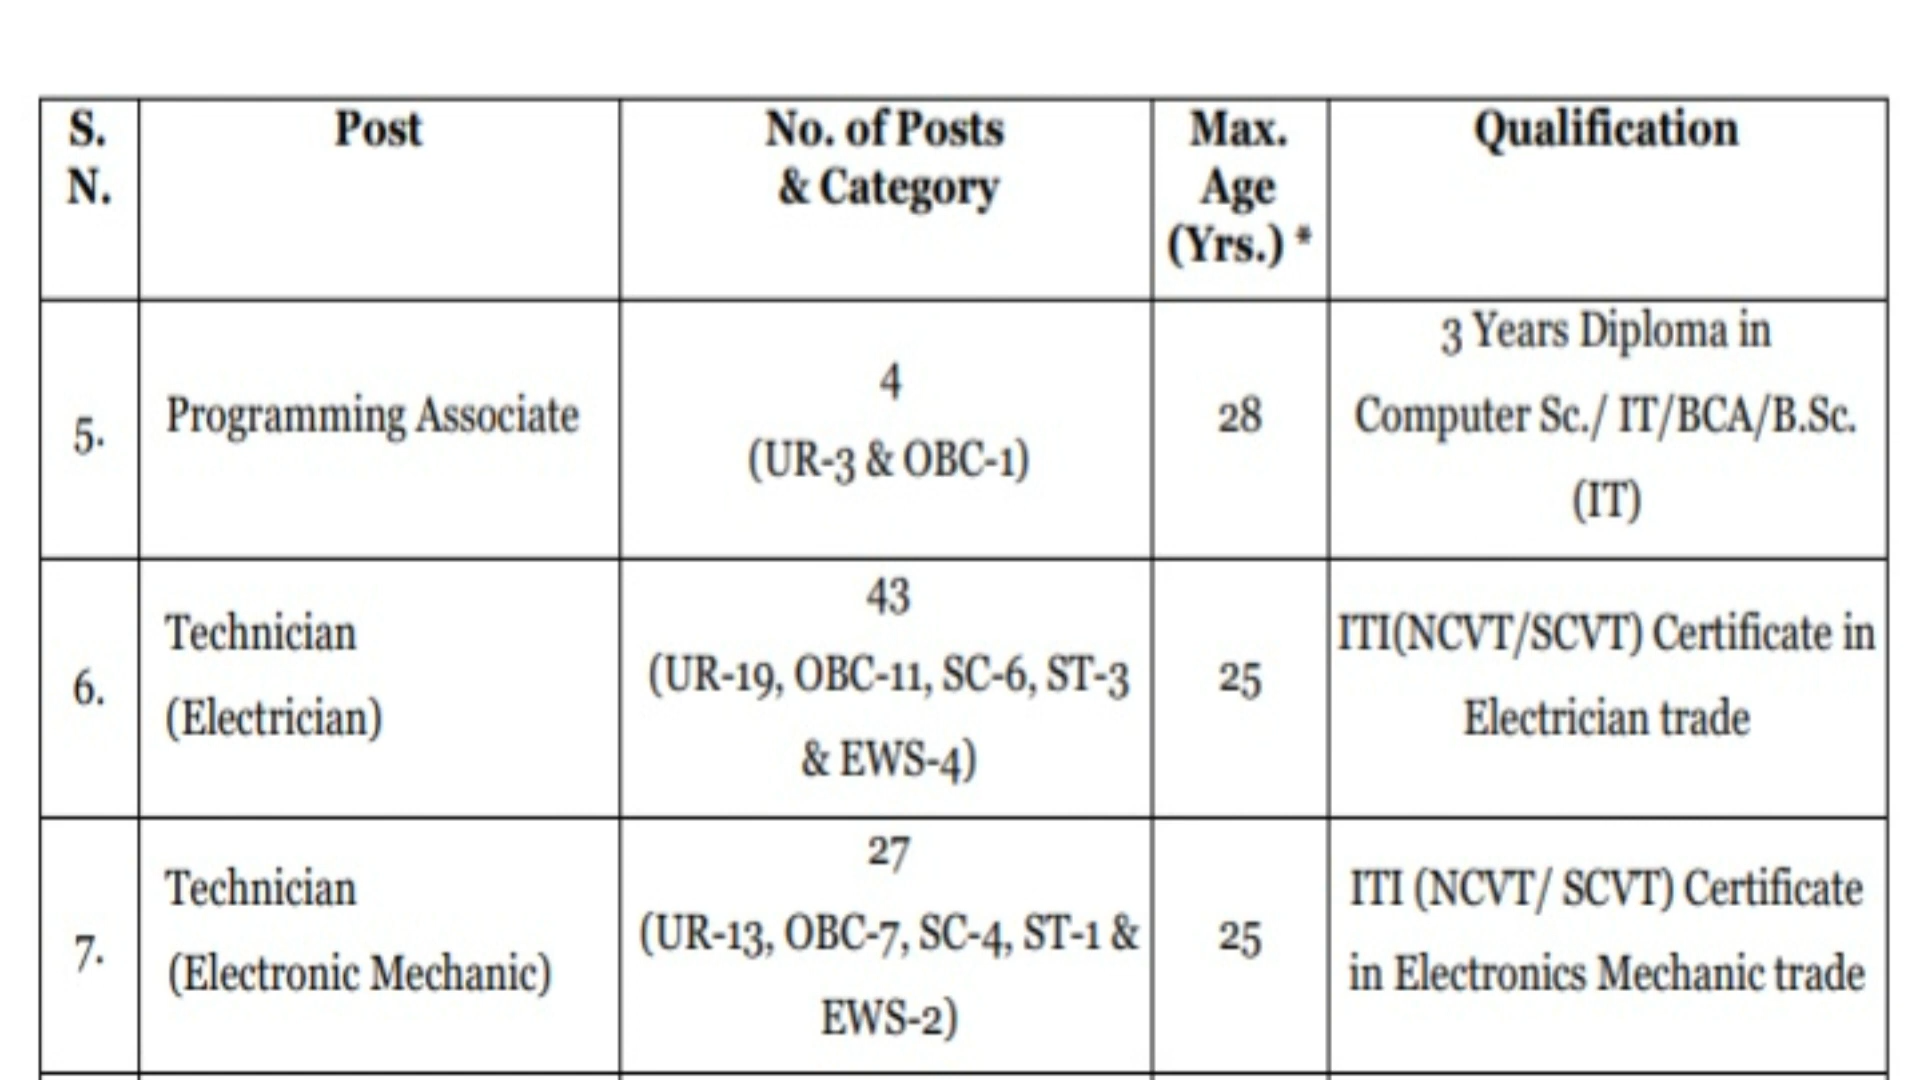 S.
N.
Post
No. of Posts
& Category
Max.
Age
(Yrs.) *
Qualification
5.
Programming Associate
4
(UR-3 & OBC-1)
28
3 Years Diploma in
Computer Sc./ IT/BCA/B.Sc.
(IT)
6.
Technician
(Electrician)
43
(UR-19, OBC-11, SC-6, ST-3
& EWS-4)
25
ITI(NCVT/SCVT) Certificate in
Electrician trade
7.
Technician
(Electronic Mechanic)
27
(UR-13, OBC-7, SC-4, ST-1 &
EWS-2)
25
ITI (NCVT/ SCVT) Certificate
in Electronics Mechanic trade